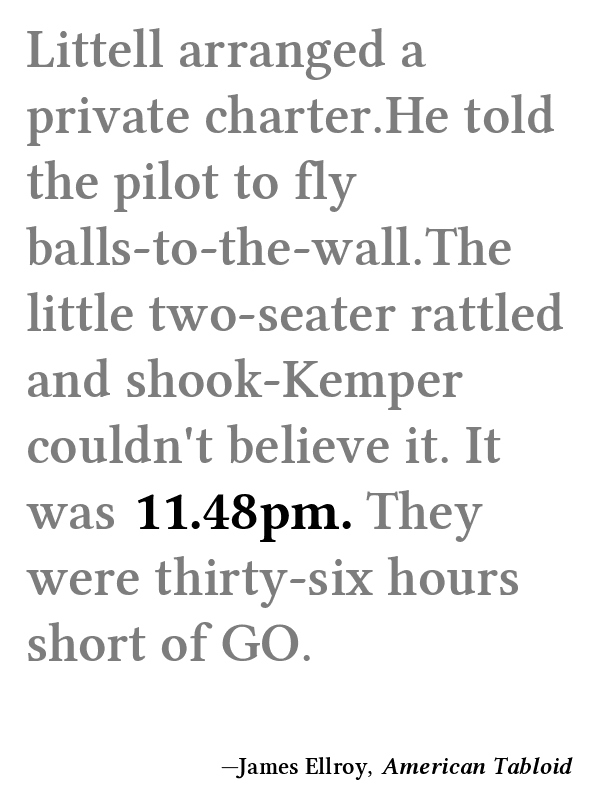 Littell arranged a
private charter.He told
the pilot to fly
balls-to-the-wall.The
little two-seater rattled
and shook-Kemper
couldn't believe it. It
was 11.48pm. They
were thirty-six hours
short of GO.
—James Ellroy, American Tabloid